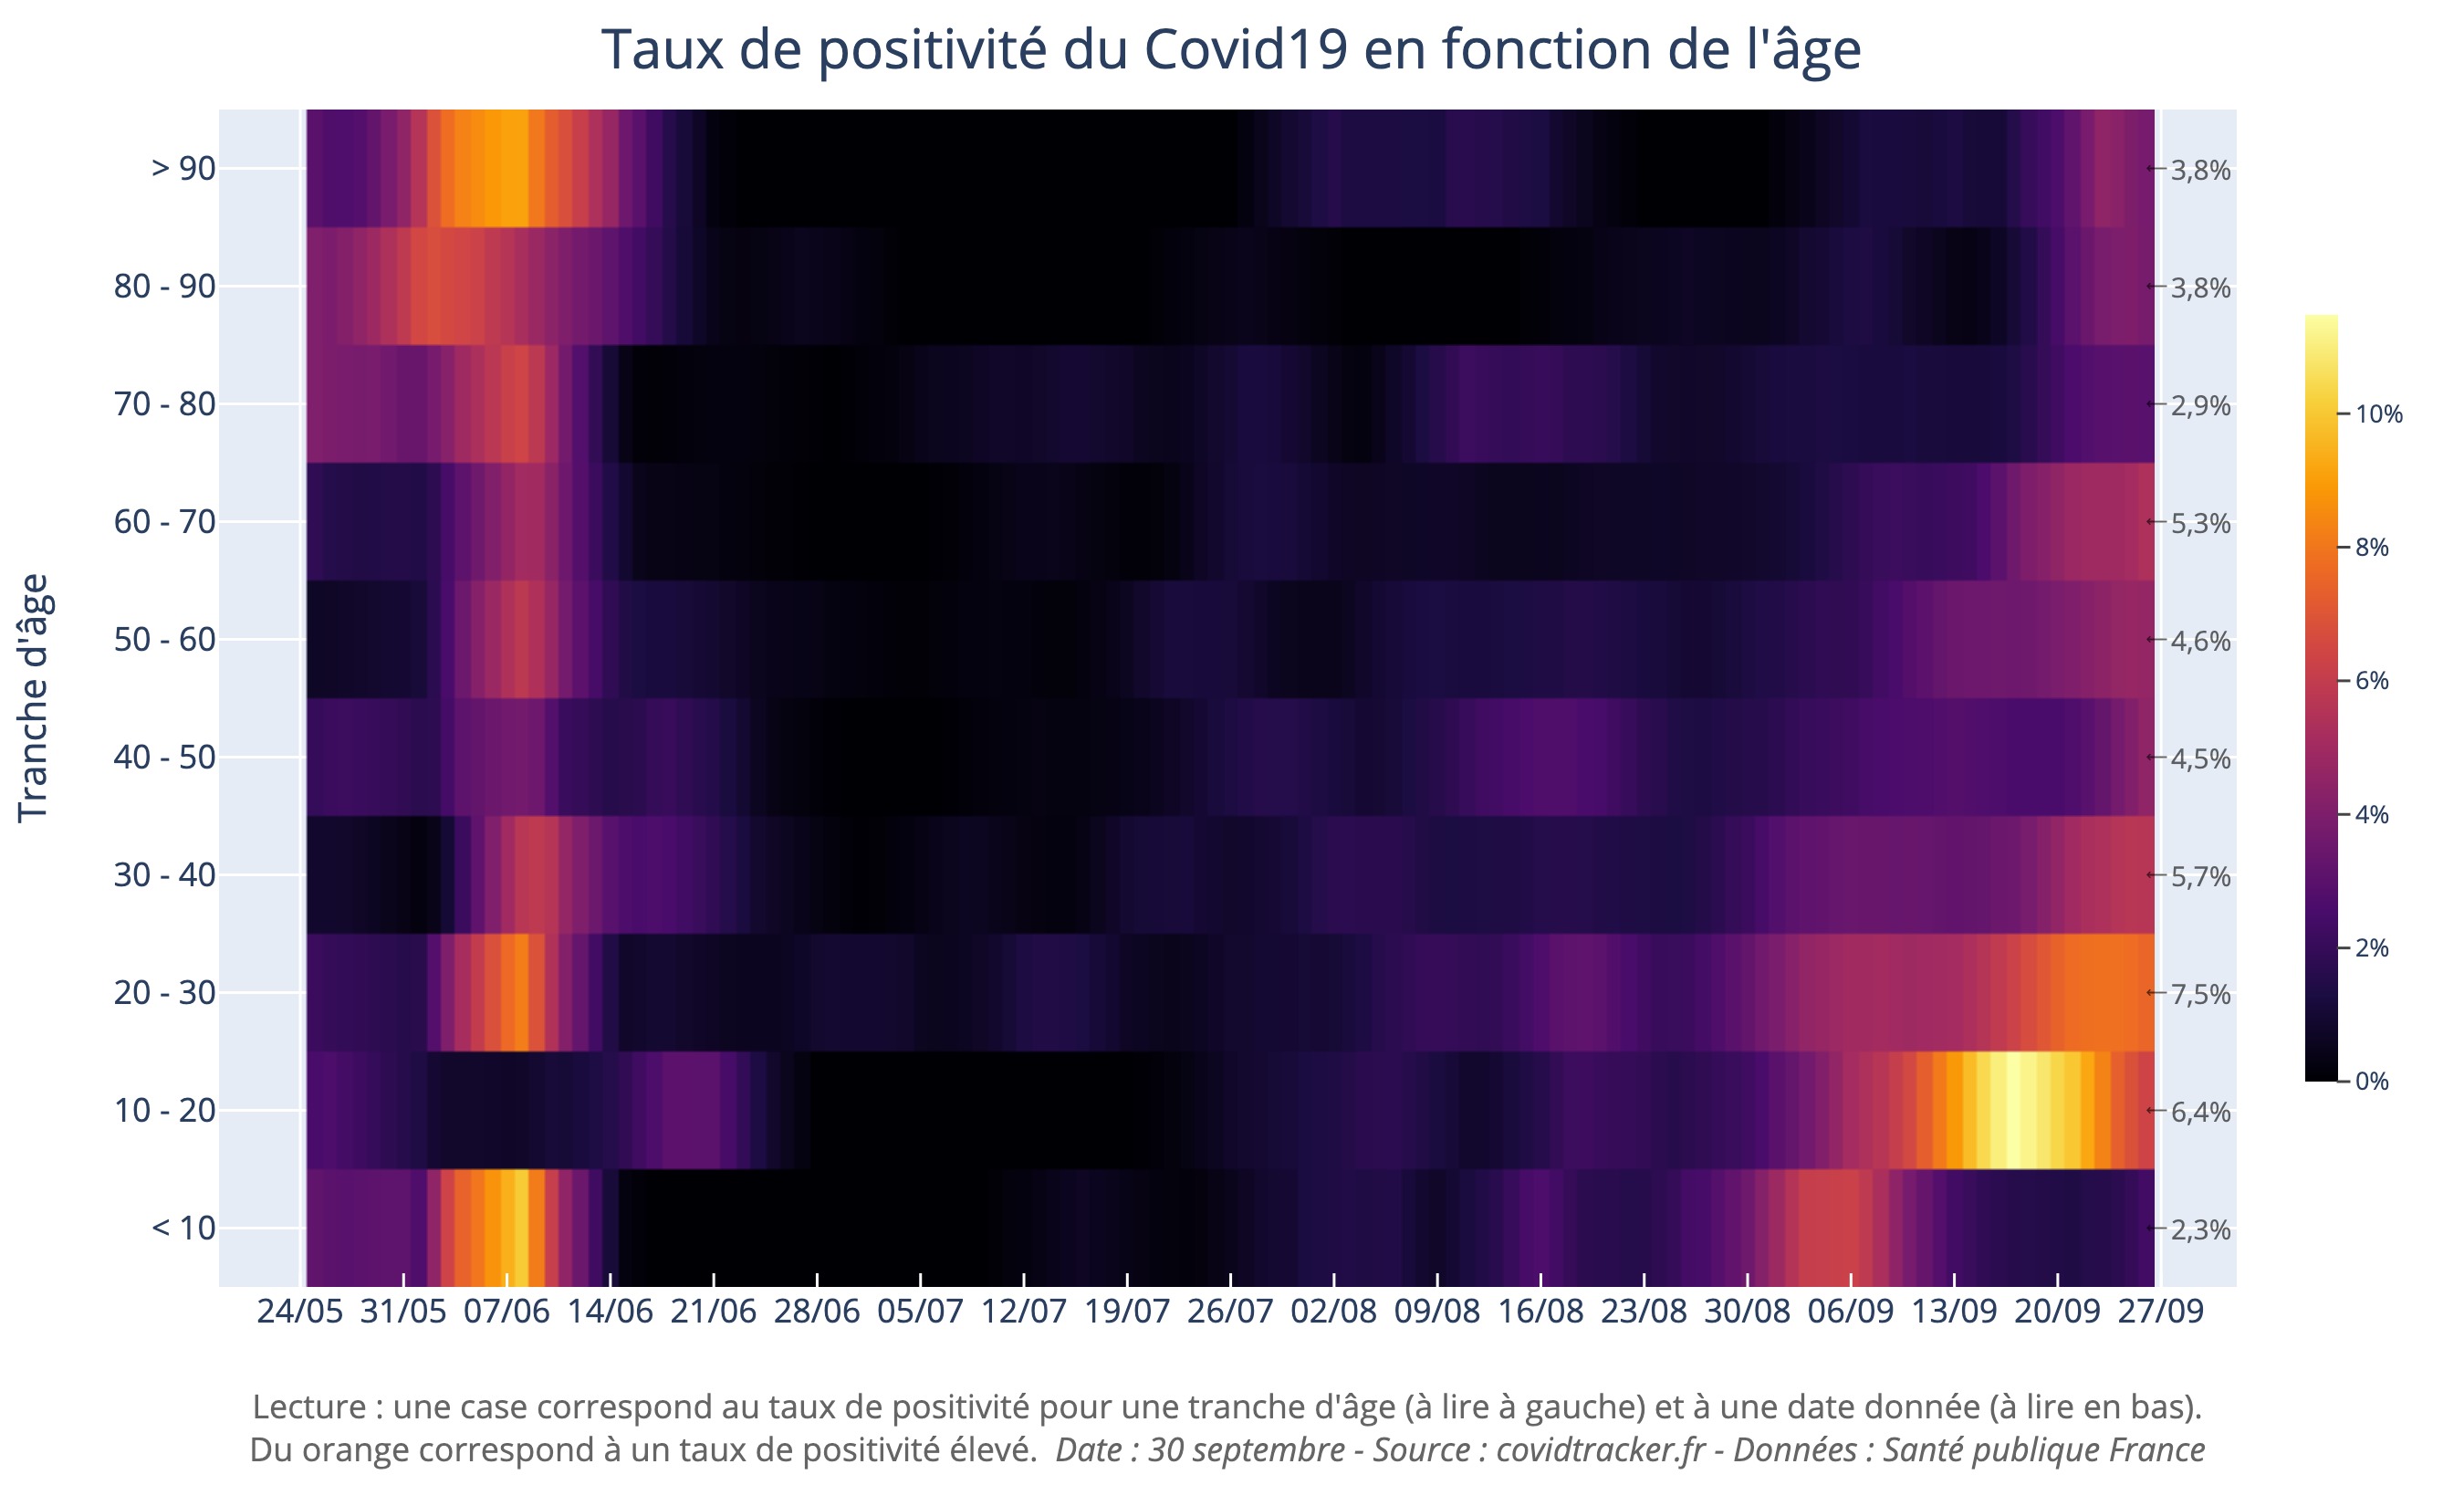 Taux de positivité du Covid19 en fonction de l'âge
Tranche d'âge
> 90
80 - 90
70 - 80
60 - 70
50 - 60
40 - 50
30 - 40
20 - 30
10 - 20
< 10
3,8%
3,8%
2,9%
5,3%
4,6%
4,5%
5,7%
7,5%
6,4%
2,3%
10%
8%
6%
4%
2%
0%
24/05 31/05 07/06 14/06 21/06 28/06 05/07 12/07 19/07 26/07 02/08 09/08 16/08 23/08 30/08 06/09 13/09 20/09 27/09
Lecture : une case correspond au taux de positivité pour une tranche d'âge (à lire à gauche) et à une date donnée (à lire en bas).
Du orange correspond à un taux de positivité élevé. Date : 30 septembre - Source : covidtracker.fr - Données : Santé publique France